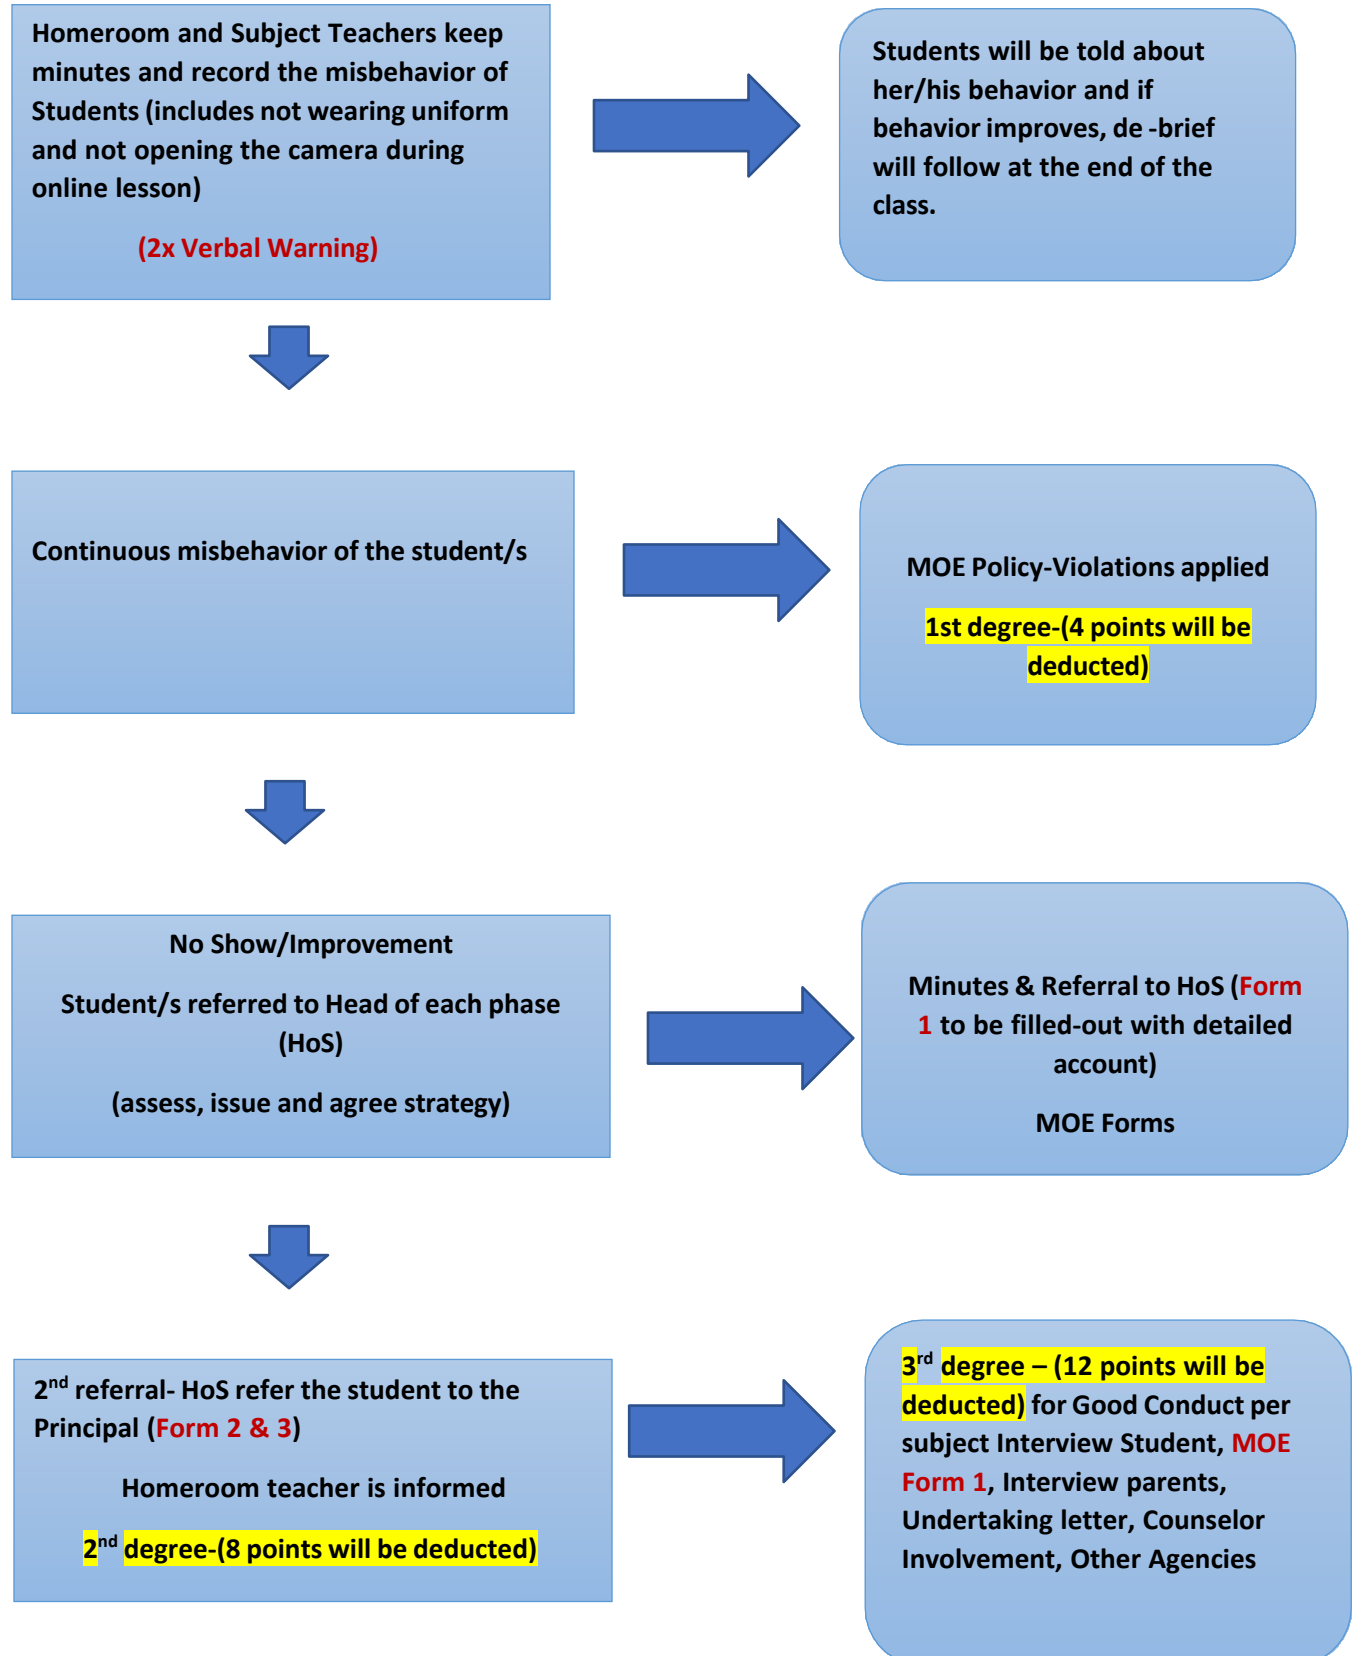 Homeroom and Subject Teachers keep
minutes and record the misbehavior of
Students (includes not wearing uniform
and not opening the camera during
online lesson)
(2x Verbal Warning)
Students will be told about
her/his behavior and if
behavior improves, de -brief
will follow at the end of the
class.
Continuous misbehavior of the student/s
MOE Policy-Violations applied
1st degree-(4 points will be
deducted)
No Show/Improvement
Student/s referred to Head of each phase
(HoS)
(assess, issue and agree strategy)
Minutes & Referral to HoS (Form
1 to be filled-out with detailed
account)
MOE Forms
2nd referral- HoS refer the student to the
Principal (Form 2 & 3)
Homeroom teacher is informed
2nd degree-(8 points will be deducted)
3rd degree – (12 points will be
deducted) for Good Conduct per
subject Interview Student, MOE
Form 1, Interview parents,
Undertaking letter, Counselor
Involvement, Other Agencies